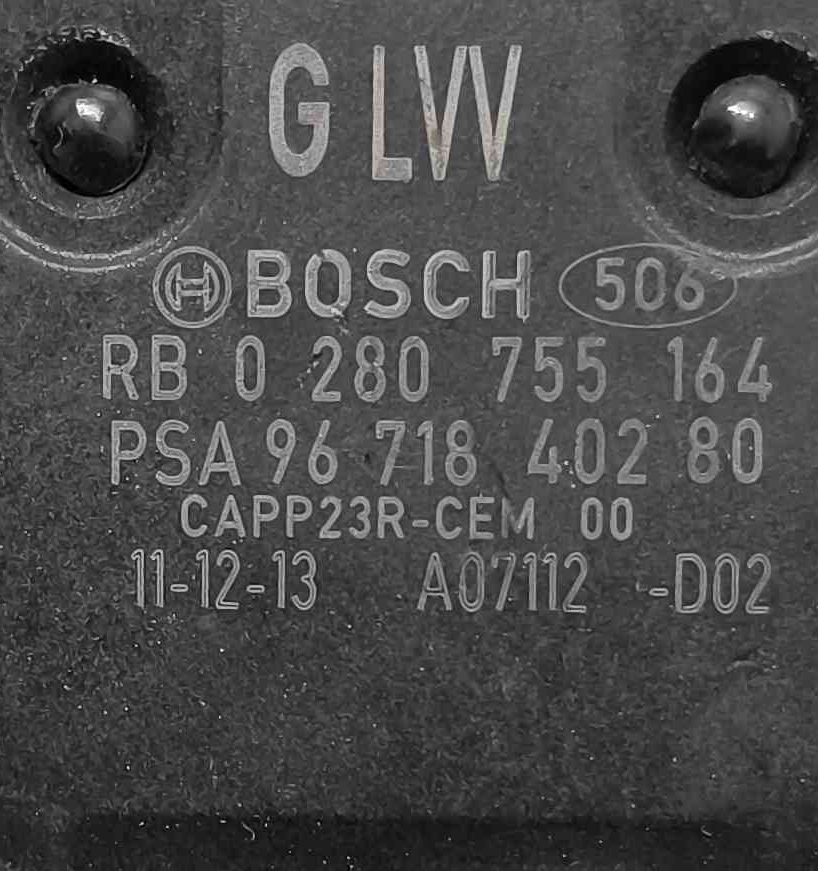 G LW
BOSCH 506
RB 0 280 755 164
PSA 96 718 402 80
CAPP23R-CEM 00
11-12-13 A07112 -D02